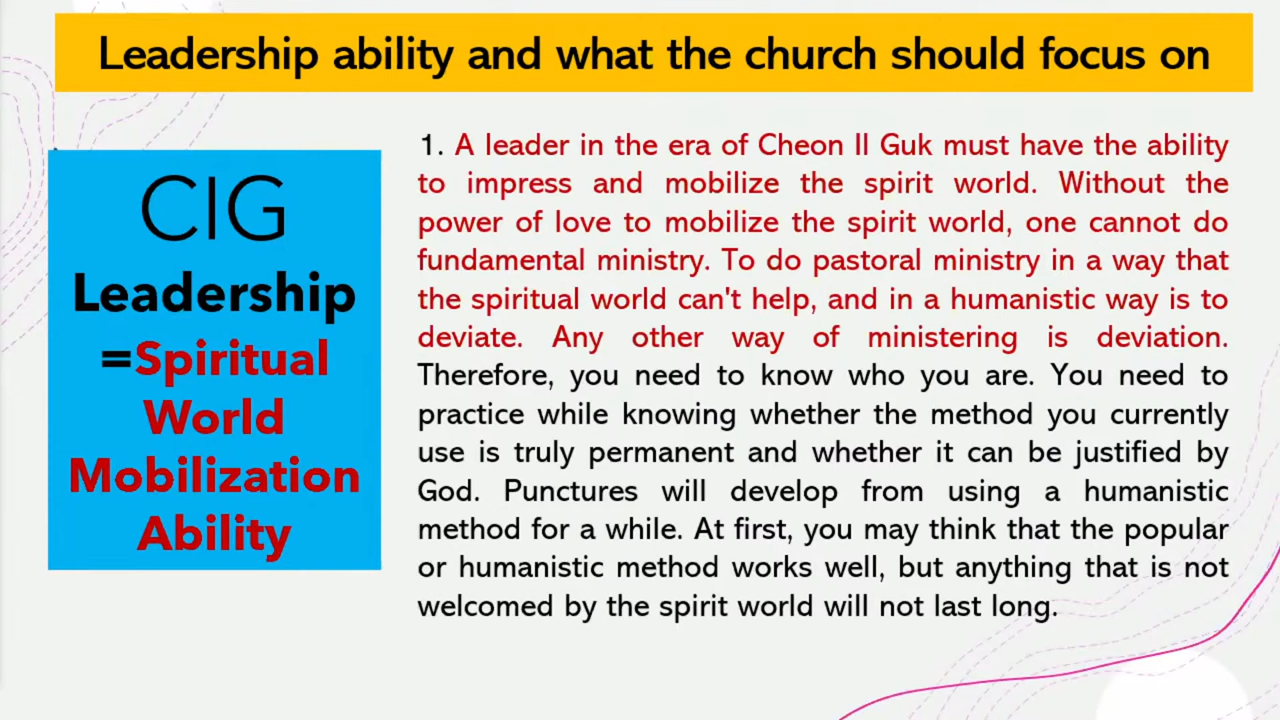 Leadership ability and what the church should focus on
CIG
Leadership
=Spiritual
World
Mobilization
Ability
1. A leader in the era of Cheon Il Guk must have the ability
to impress and mobilize the spirit world. Without the
power of love to mobilize the spirit world, one cannot do
fundamental ministry. To do pastoral ministry in a way that
the spiritual world can't help, and in a humanistic way is to
deviate. Any other way of ministering is deviation.
Therefore, you need to know who you are. You need to
practice while knowing whether the method you currently
use is truly permanent and whether it can be justified by
God. Punctures will develop from using a humanistic
method for a while. At first, you may think that the popular
or humanistic method works well, but anything that is not
welcomed by the spirit world will not last long.